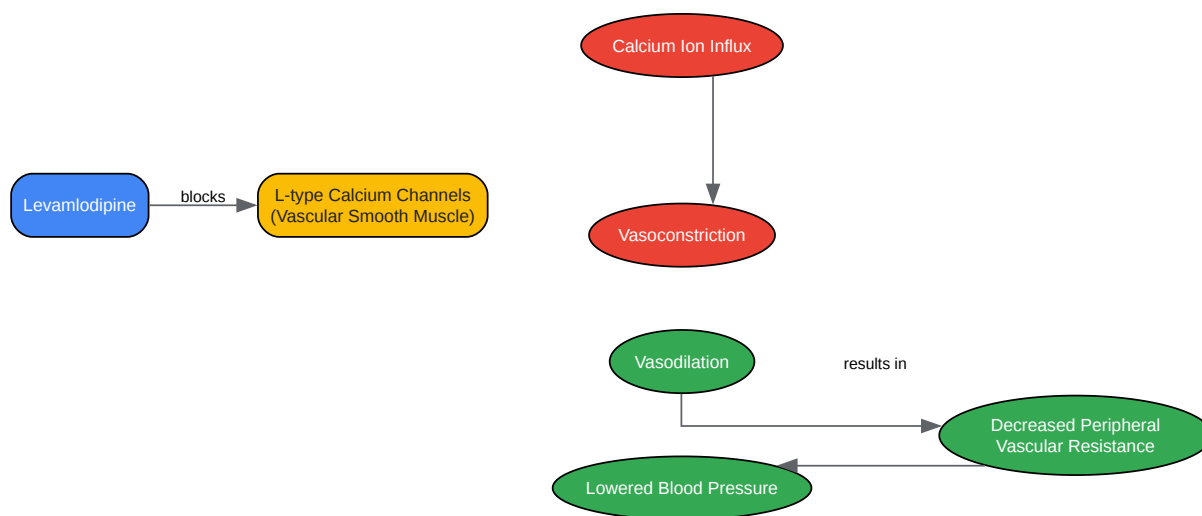 Calcium Ion Influx
Levamlodipine
blocks
L-type Calcium Channels
(Vascular Smooth Muscle)
Vasoconstriction
Vasodilation
results in
Decreased Peripheral
Vascular Resistance
Lowered Blood Pressure